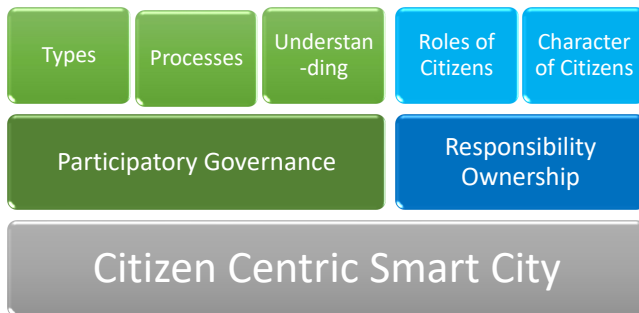 Types
Processes
Understan
-ding
Roles of
Citizens
Character
of Citizens
Participatory Governance
Responsibility
Ownership
Citizen Centric Smart City